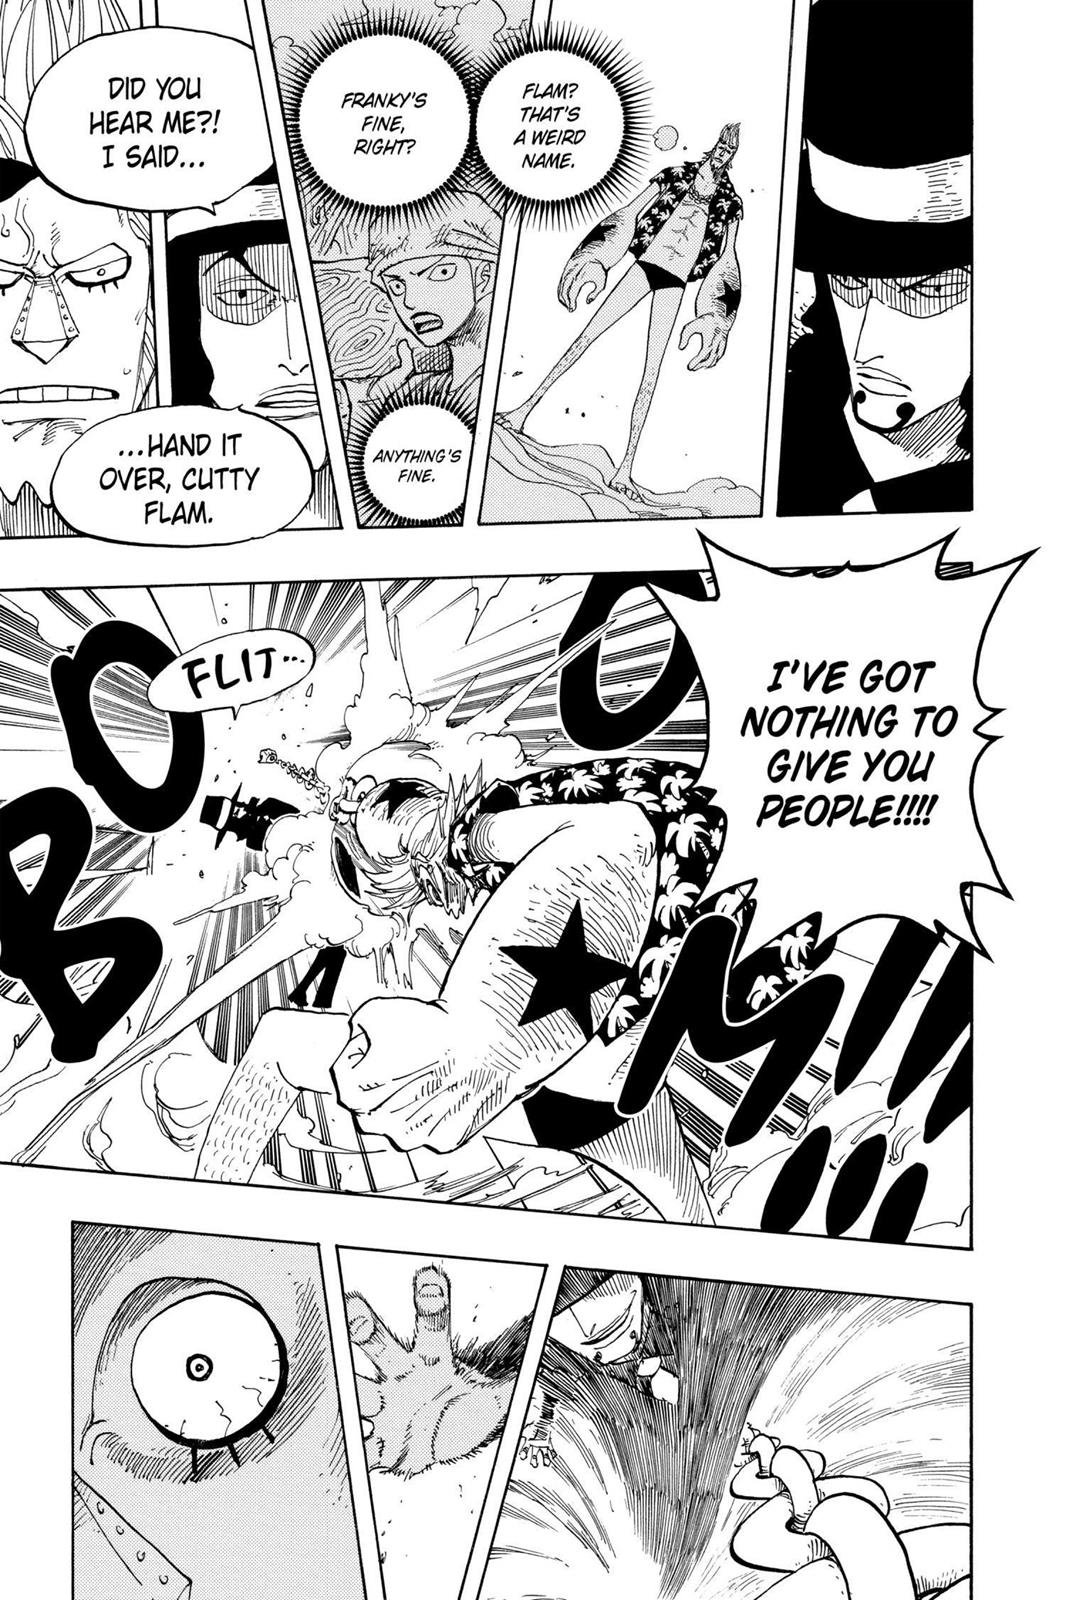 FLAM?
THAT'S
A WEIRD
NAME.
FRANKY'S
FINE,
RIGHT?
ANYTHING'S
FINE.
DID YOU
HEAR ME?!
I SAID...
...HAND IT
OVER, CUTTY
FLAM.
I'VE GOT
NOTHING TO
GIVE YOU
PEOPLE!!!!
FLIT...
BOOM!!!!!!